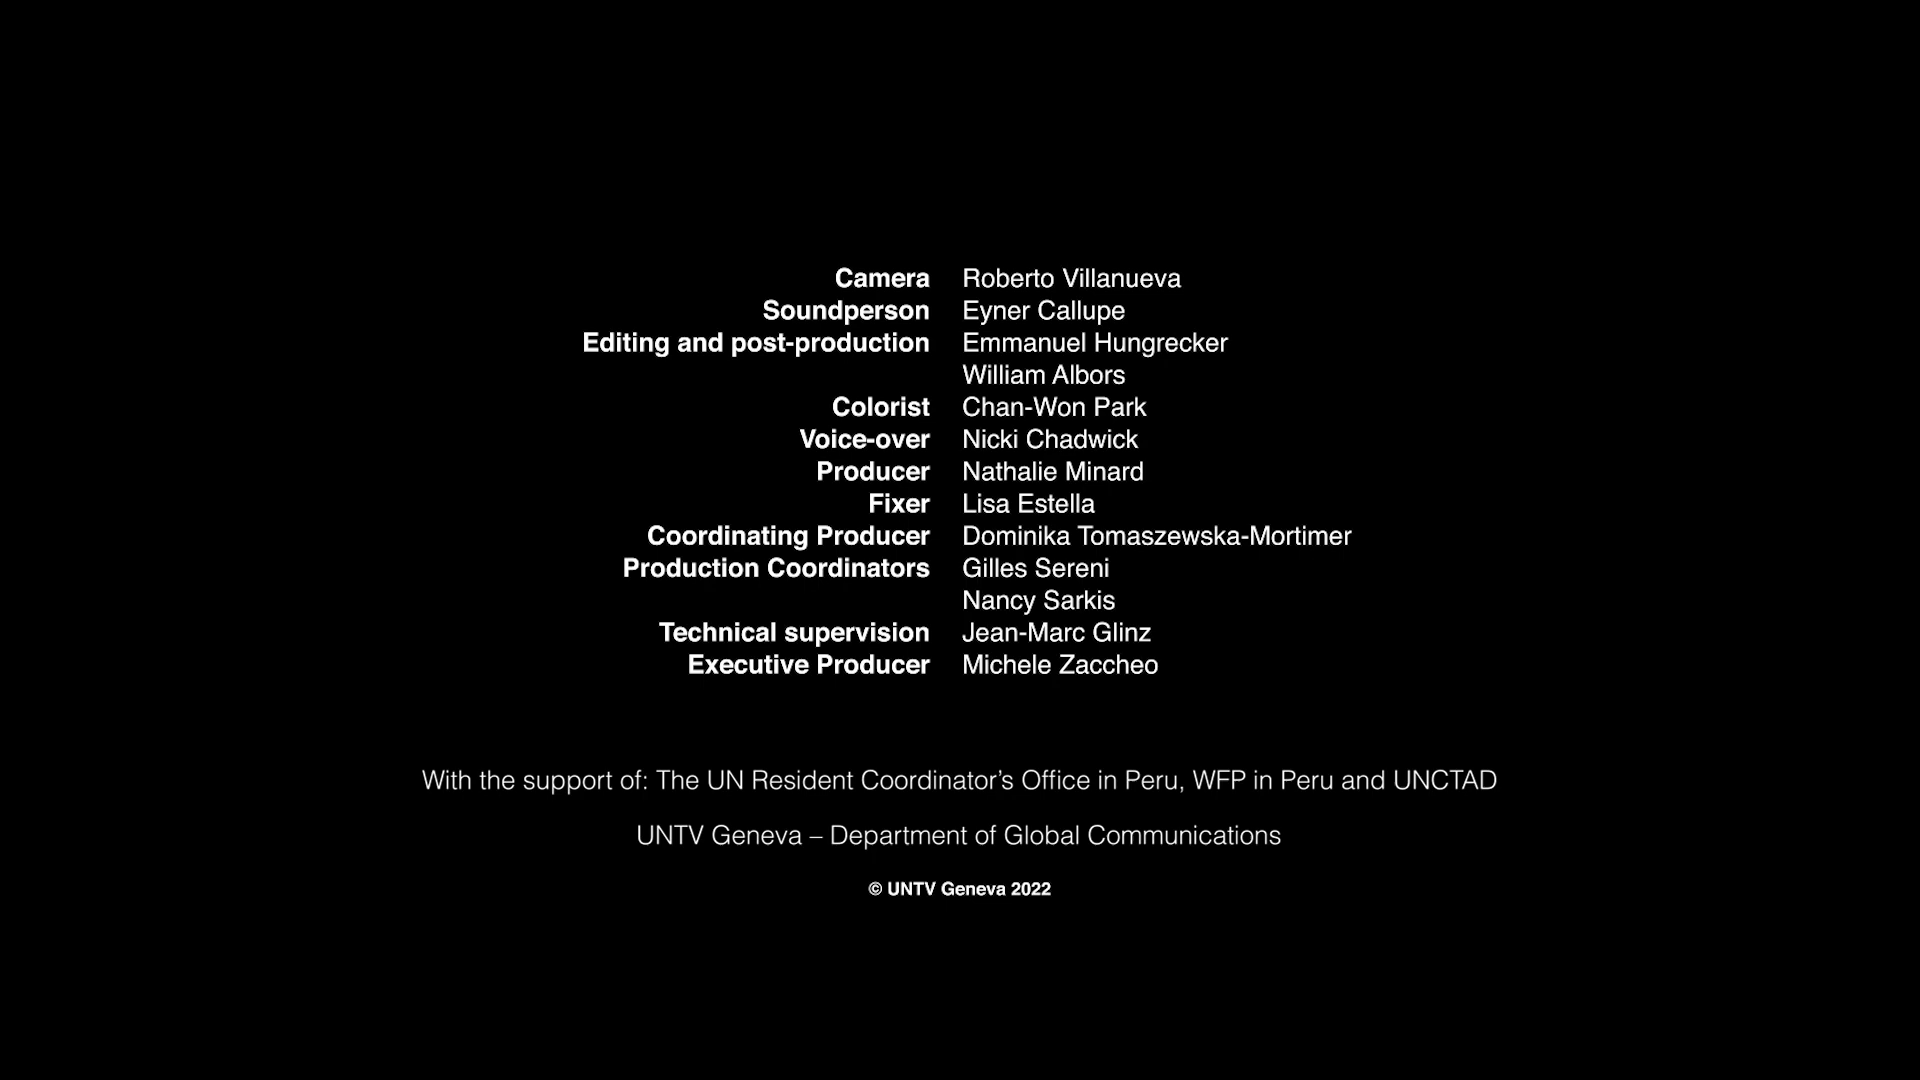 Camera Roberto Villanueva
Soundperson Eyner Callupe
Editing and post-production Emmanuel Hungrecker
William Albors
Colorist Chan-Won Park
Voice-over Nicki Chadwick
Producer Nathalie Minard
Fixer Lisa Estella
Coordinating Producer Dominika Tomaszewska-Mortimer
Production Coordinators Gilles Sereni
Nancy Sarkis
Technical supervision Jean-Marc Glinz
Executive Producer Michele Zaccheo
With the support of: The UN Resident Coordinator’s Office in Peru, WFP in Peru and UNCTAD
UNTV Geneva – Department of Global Communications
© UNTV Geneva 2022